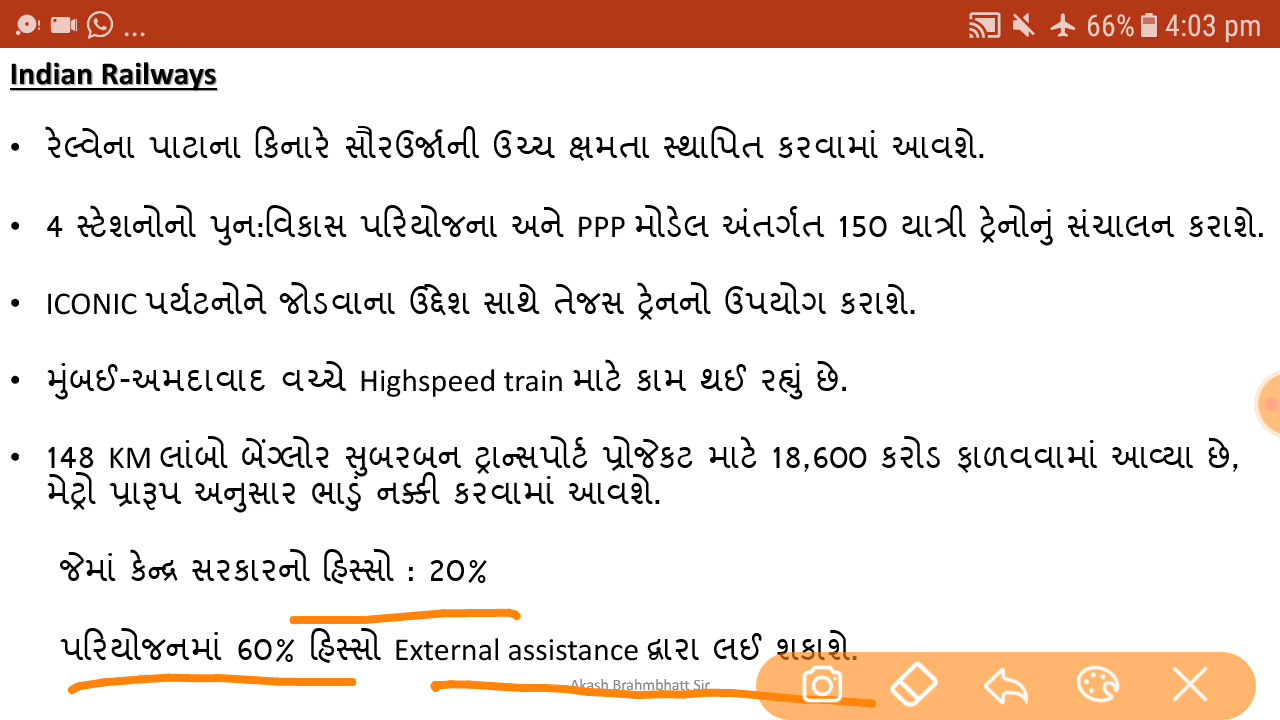 ... 66% 4:03 pm
Indian Railways
• રેલ્વેના પાટાના કિનારે સૌરઉર્જાની ઉચ્ચ ક્ષમતા સ્થાપિત કરવામાં આવશે.
• 4 સ્ટેશનોનો પુન:વિકાસ પરિયોજના અને PPP મોડેલ અંતર્ગત 150 યાત્રી ટ્રેનોનું સંચાલન કરાશે.
• ICONIC પર્યટનોને જોડવાના ઉદ્દેશ સાથે તેજસ ટ્રેનનો ઉપયોગ કરાશે.
• મુંબઈ-અમદાવાદ વચ્ચે Highspeed train માટે કામ થઈ રહ્યું છે.
• 148 KM લાંબો બેંગ્લોર સુબરબન ટ્રાન્સપોર્ટ પ્રોજેકટ માટે 18,600 કરોડ ફાળવવામાં આવ્યા છે,
મેટ્રો પ્રારૂપ અનુસાર ભાડું નક્કી કરવામાં આવશે.
જેમાં કેન્દ્ર સરકારનો હિસ્સો : 20%
પરિયોજનમાં 60% હિસ્સો External assistance દ્વારા લઈ શકાશે.
Akash Brahmbhatt Sir